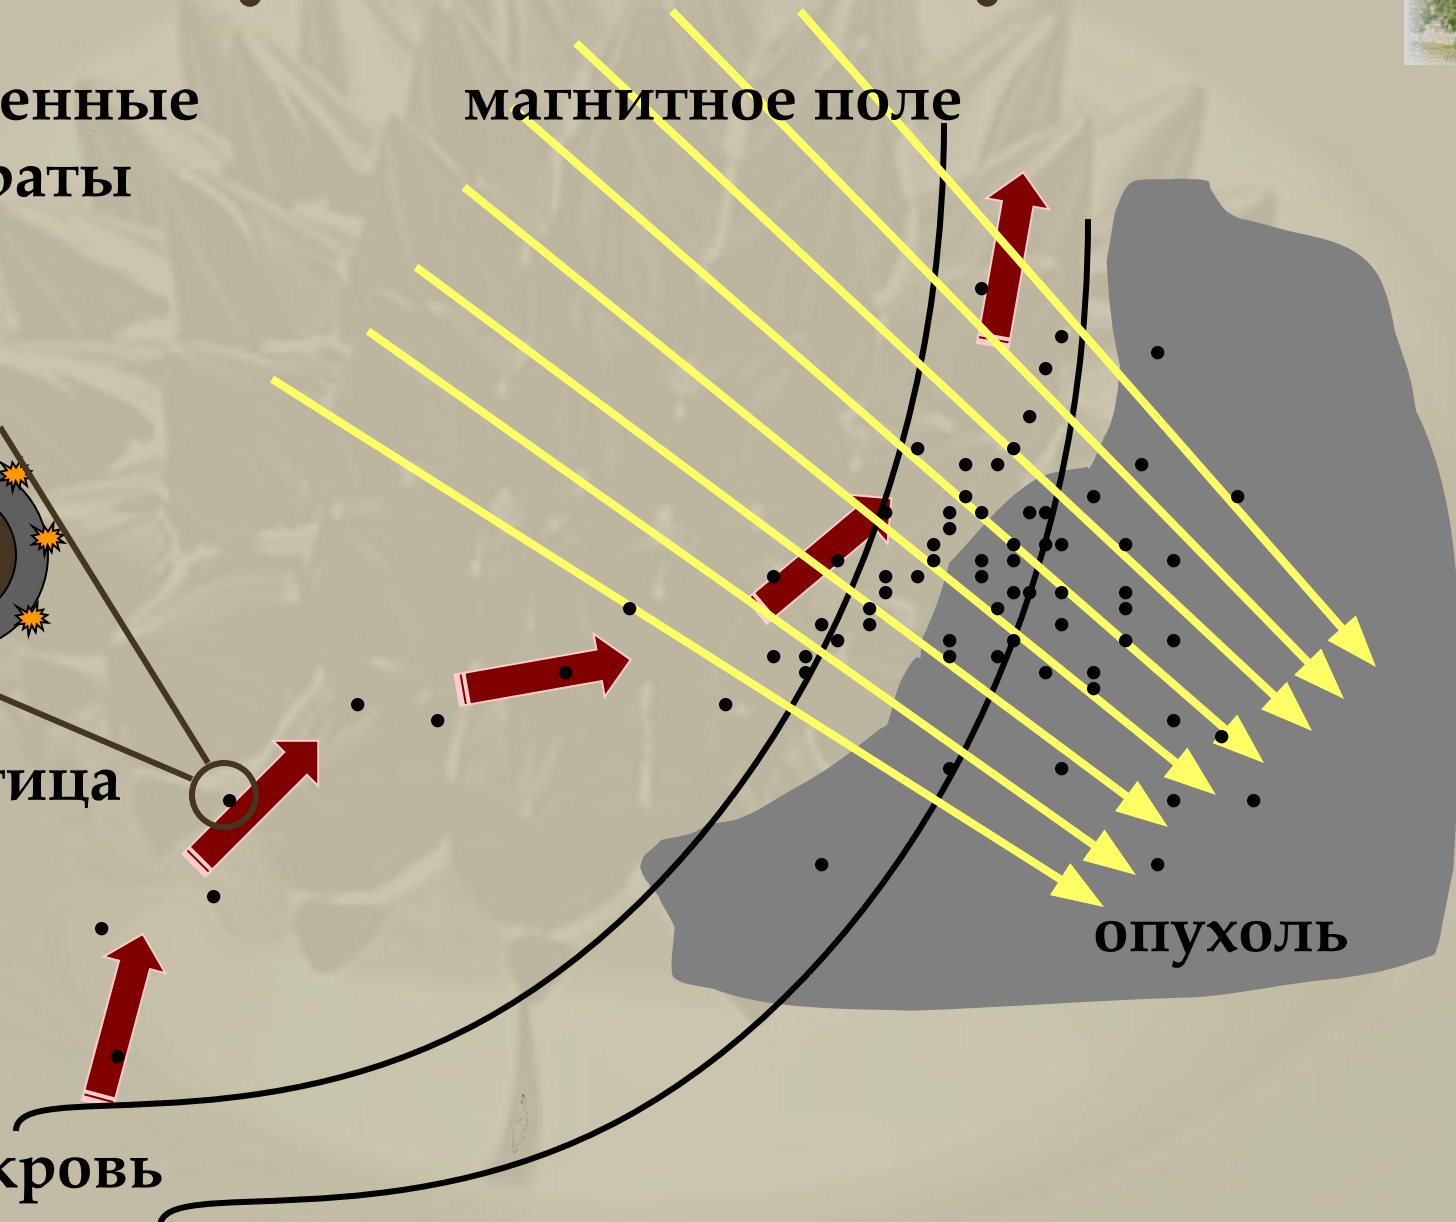 енные
раты
магнитное поле
тица
опухоль
кровь